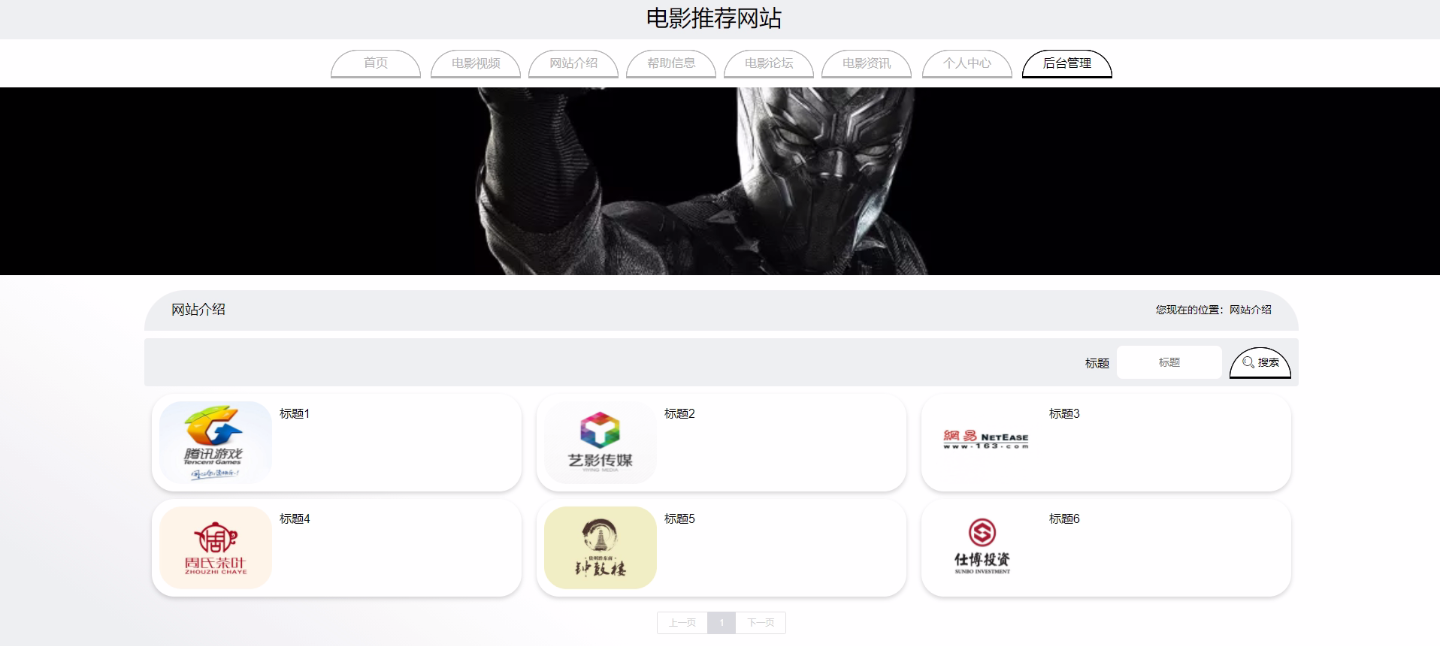 电影推荐网站
首页 电影视频 网站介绍 帮助信息 电影论坛 电影资讯 个人中心 后台管理
网站介绍 您现在的位置：网站介绍
标题 标题 搜索
标题1 标题2 标题3
腾讯游戏
Tencent Games
艺影传媒
網易 NETEASE
www.163.com
标题4 标题5 标题6
周氏茶叶
ZHOUZHI CHAYE
钟鼓楼
仕博投资
SUNBO INVESTMENT
上一页 1 下一页